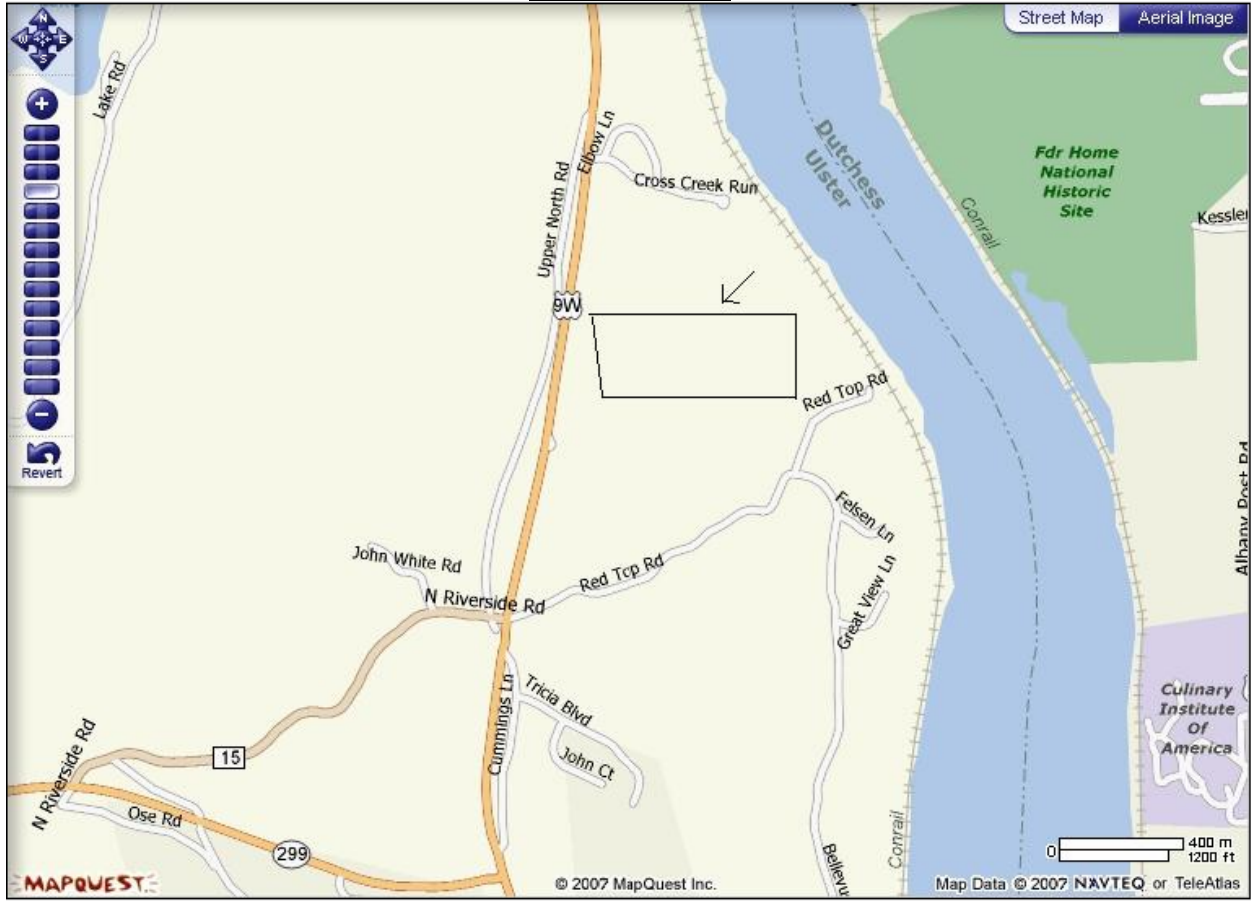 Street Map
Aerial Image
N
W
E
S
Lake Rd
Elbow Ln
Upper North Rd
Cross Creek Run
Dutchess
Ulster
Fdr Home
National
Historic
Site
Conrail
Kessler
9W
Red Top Rd
Revert
Albany Post Rd
Felsen Ln
John White Rd
Red Top Rd
N Riverside Rd
Great View Ln
Tricia Blvd
Cummings Ln
John Ct
Culinary
Institute
Of
America
N Riverside Rd
15
Ose Rd
299
Bellevu
Conrail
0
400 m
1200 ft
MAPQUEST
© 2007 MapQuest Inc.
Map Data © 2007 NAVTEQ or TeleAtlas